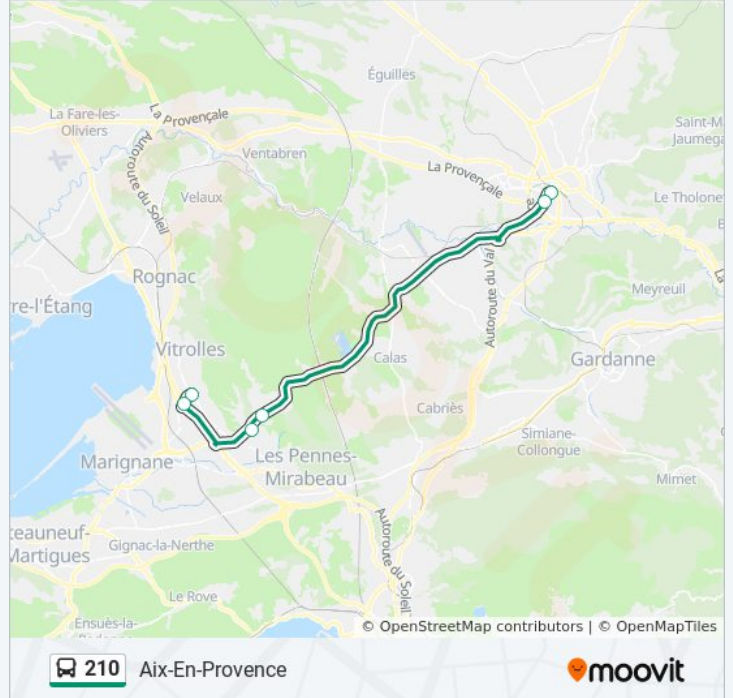 Éguilles
La Fare-les-
Oliviers
La Provençale
Saint-M
Jaumega
Autoroute du Soleil
Ventabren
La Provençale
Velaux
Le Tholone
Rognac
Autoroute du Val
Meyreuil
La
re-l'Étang
Vitrolles
Calas
Gardanne
Cabriès
Simiane-
Collongue
Marignane
Les Pennes-
Mirabeau
Mimet
teauneuf-
Martigues
Gignac-la-Nerthe
Autoroute du Soleil
Le Rove
Ensuès-la-
© OpenStreetMap contributors | © OpenMapTiles
210 Aix-En-Provence
moovit